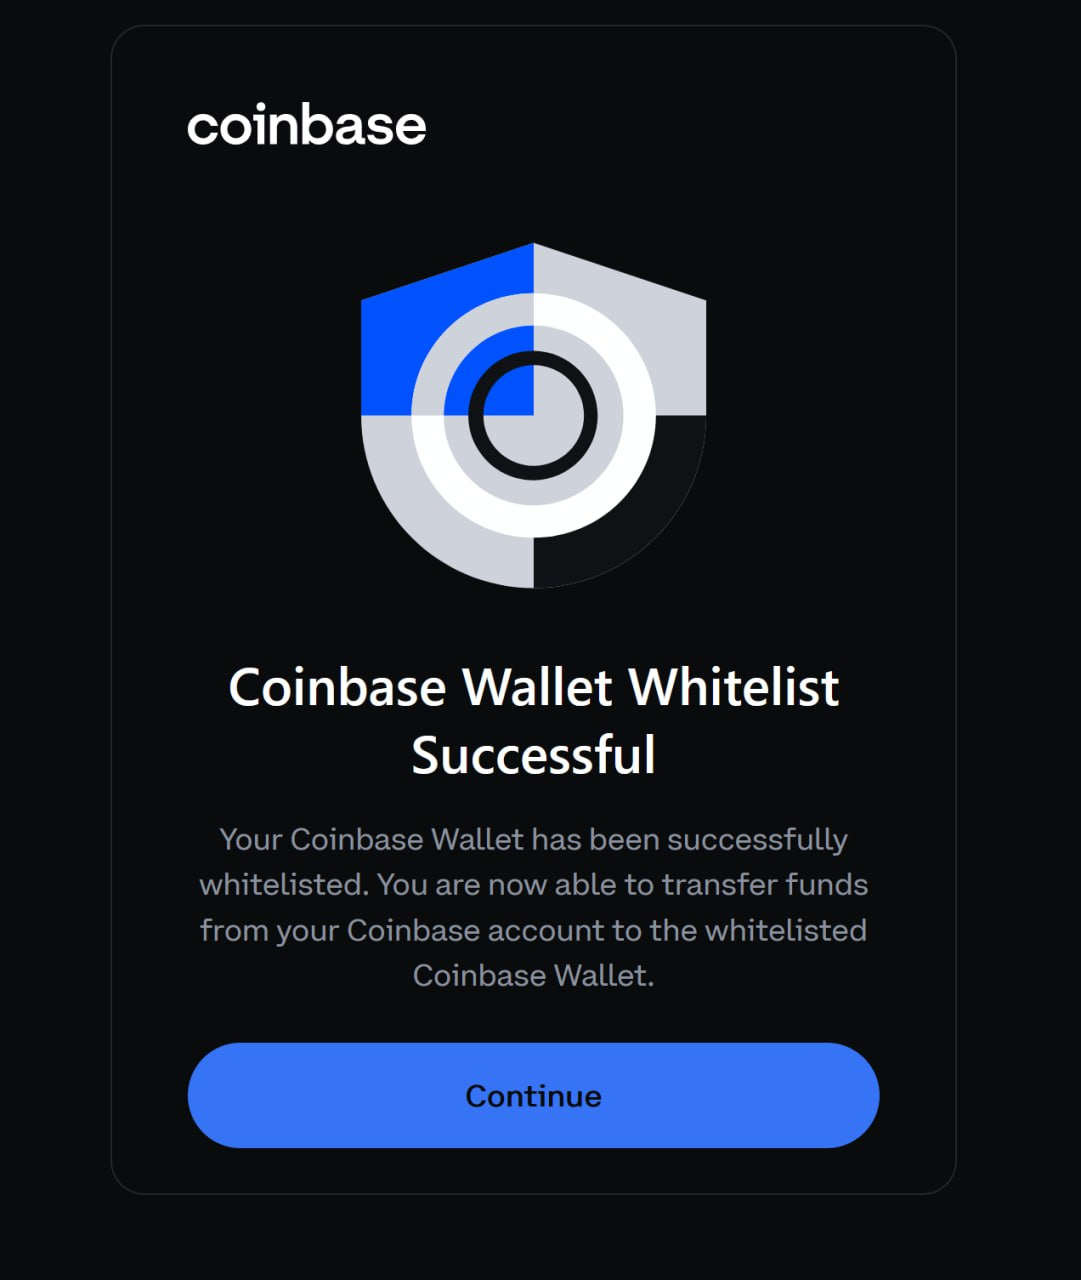 coinbase
Coinbase Wallet Whitelist
Successful
Your Coinbase Wallet has been successfully
whitelisted. You are now able to transfer funds
from your Coinbase account to the whitelisted
Coinbase Wallet.
Continue